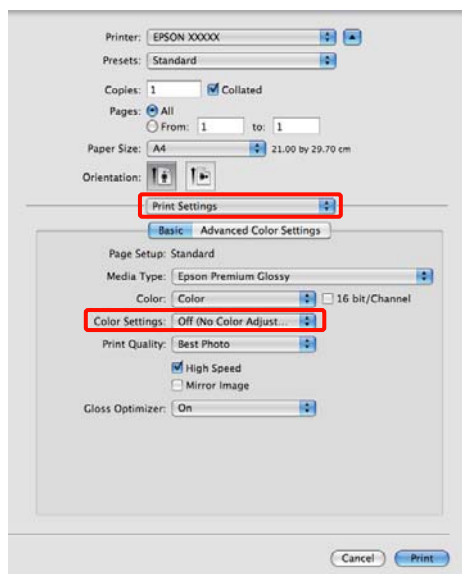 Printer: EPSON XXXXX
Presets: Standard
Copies: 1 Collated
Pages: All
From: 1 to: 1
Paper Size: A4 21.00 by 29.70 cm
Orientation:
Print Settings
Basic Advanced Color Settings
Page Setup: Standard
Media Type: Epson Premium Glossy
Color: Color 16 bit/Channel
Color Settings: Off (No Color Adjust...
Print Quality: Best Photo
High Speed
Mirror Image
Gloss Optimizer: On
Cancel Print